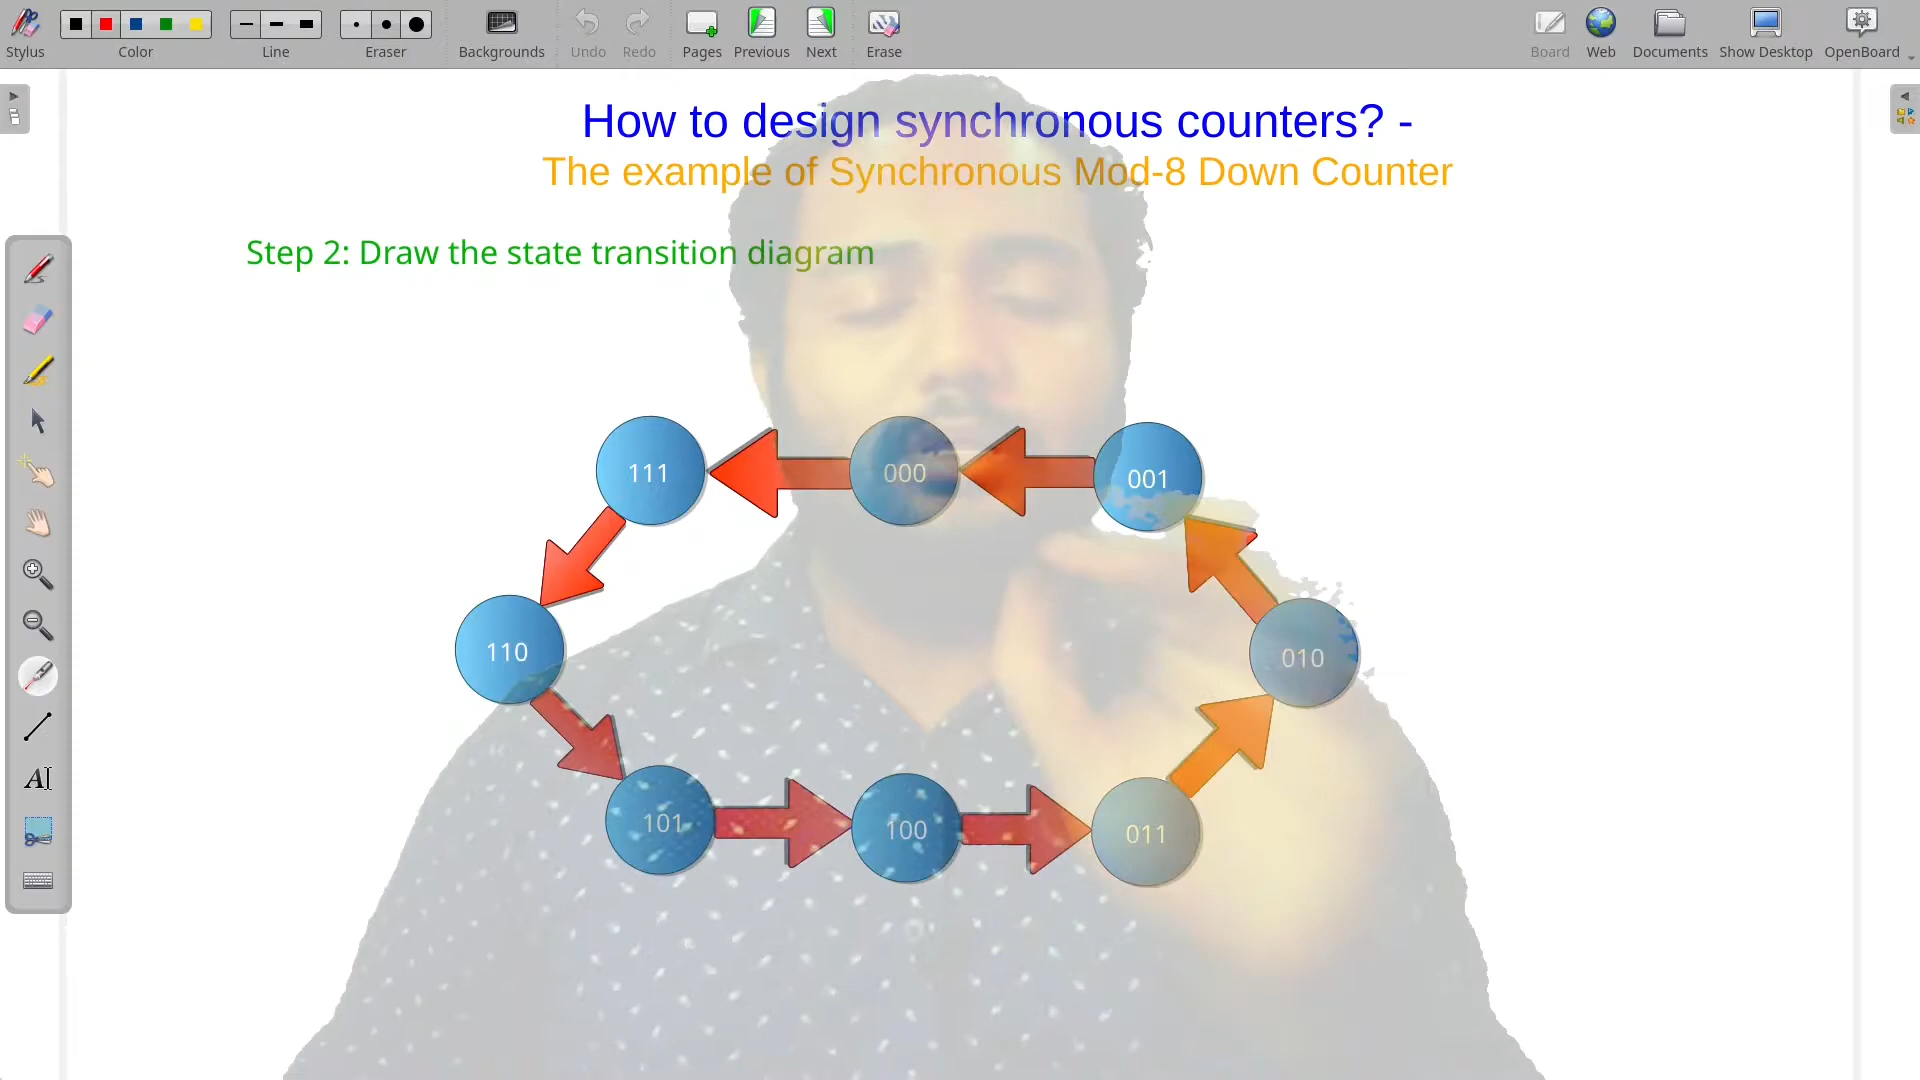 Stylus
Color
Line
Eraser
Backgrounds
Undo
Redo
Pages
Previous
Next
Erase
Board
Web
Documents
Show Desktop
OpenBoard
How to design synchronous counters? -
The example of Synchronous Mod-8 Down Counter
Step 2: Draw the state transition diagram
111
000
001
110
010
101
100
011